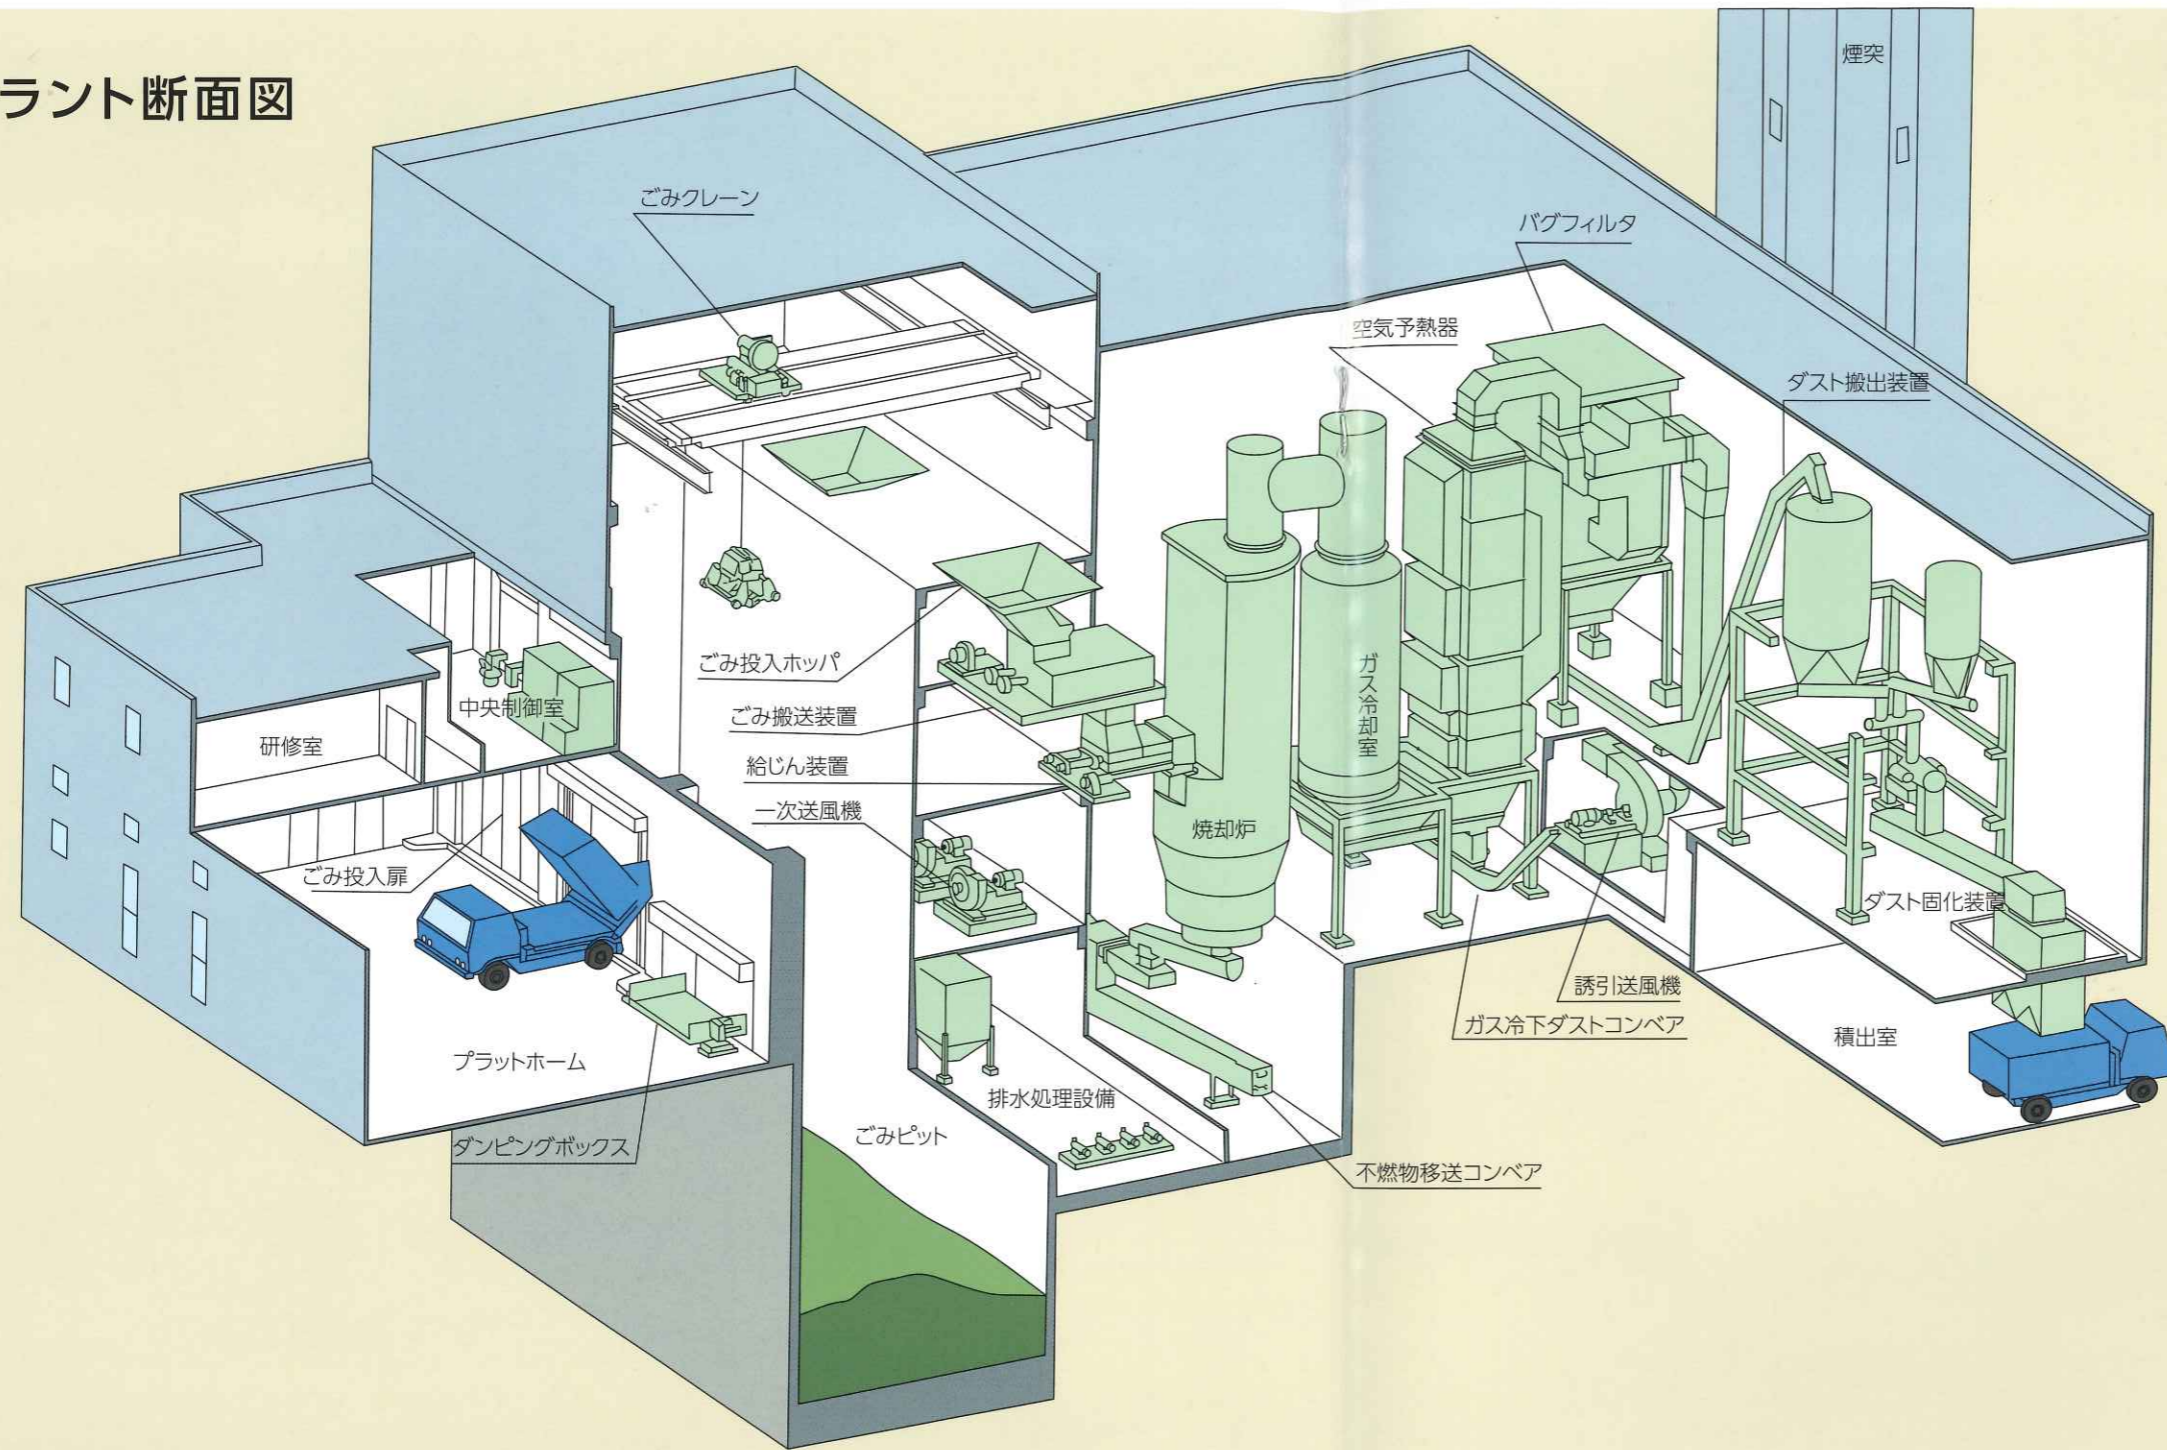 ラント断面図
煙突
ごみクレーン
バグフィルタ
空気予熱器
ダスト搬出装置
ごみ投入ホッパ
ガス冷却室
中央制御室
ごみ搬送装置
研修室
給じん装置
一次送風機
焼却炉
ごみ投入扉
ダスト固化装置
誘引送風機
ガス冷下ダストコンベア
積出室
プラットホーム
排水処理設備
ごみピット
ダンピングボックス
不燃物移送コンベア